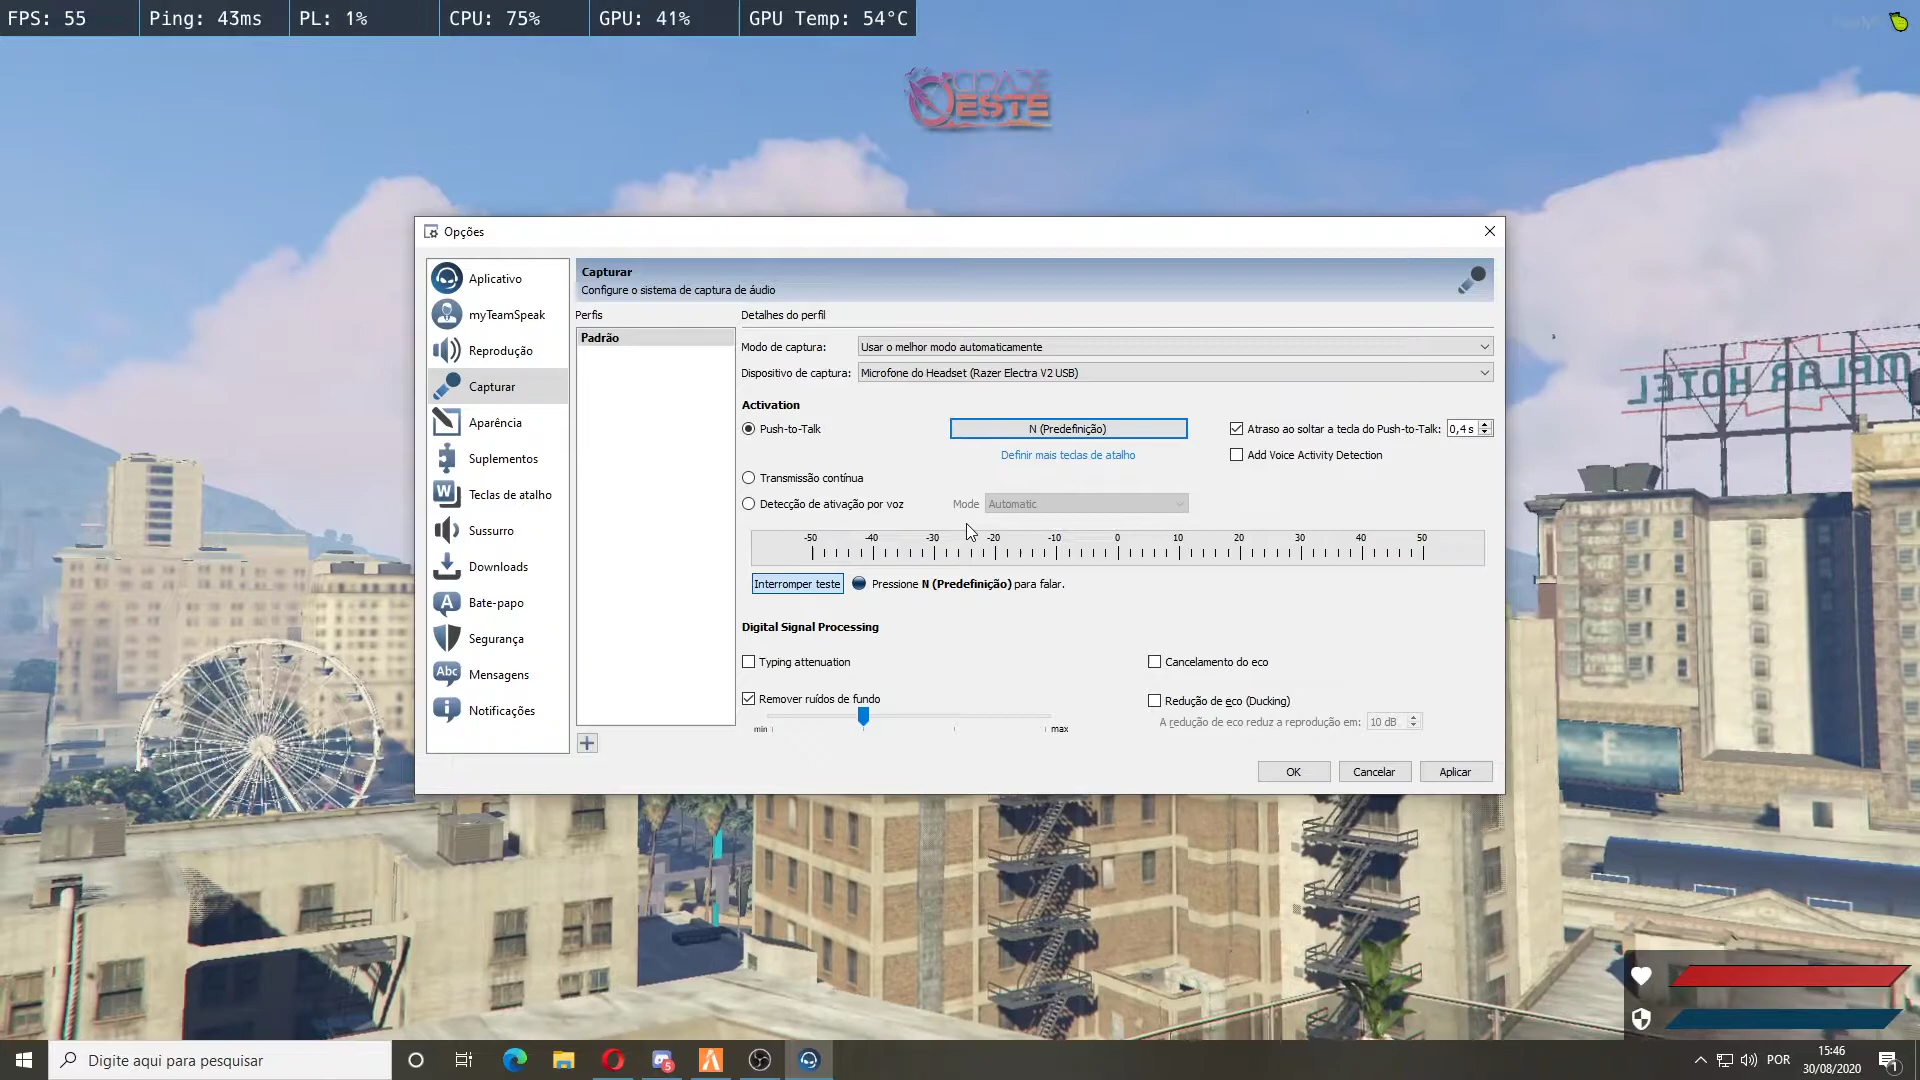 FPS: 55 Ping: 43ms PL: 1% CPU: 75% GPU: 41% GPU Temp: 54°C
CIDADE
OESTE
Opções
Aplicativo
myTeamSpeak
Reprodução
Capturar
Aparência
Suplementos
Teclas de atalho
Sussurro
Downloads
Bate-papo
Segurança
Mensagens
Notificações
Capturar
Configure o sistema de captura de áudio
Perfis
Padrão
Detalhes do perfil
Modo de captura: Usar o melhor modo automaticamente
Dispositivo de captura: Microfone do Headset (Razer Electra V2 USB)
Activation
Push-to-Talk N (Predefinição) Atraso ao soltar a tecla do Push-to-Talk: 0,4 s
Definir mais teclas de atalho Add Voice Activity Detection
Transmissão contínua
Detecção de ativação por voz Mode Automatic
-50 -40 -30 -20 -10 0 10 20 30 40 50
Interromper teste Pressione N (Predefinição) para falar.
Digital Signal Processing
Typing attenuation Cancelamento do eco
Remover ruídos de fundo Redução de eco (Ducking)
min max A redução de eco reduz a reprodução em: 10 dB
OK Cancelar Aplicar
HOTEL
Digite aqui para pesquisar
5
POR
15:46
30/08/2020
1